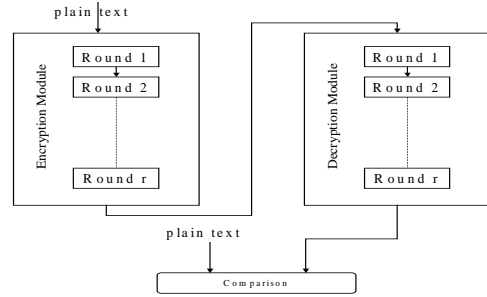 plain text
Encryption Module
Round 1
Round 2
Round r
Decryption Module
Round 1
Round 2
Round r
plain text
Comparison